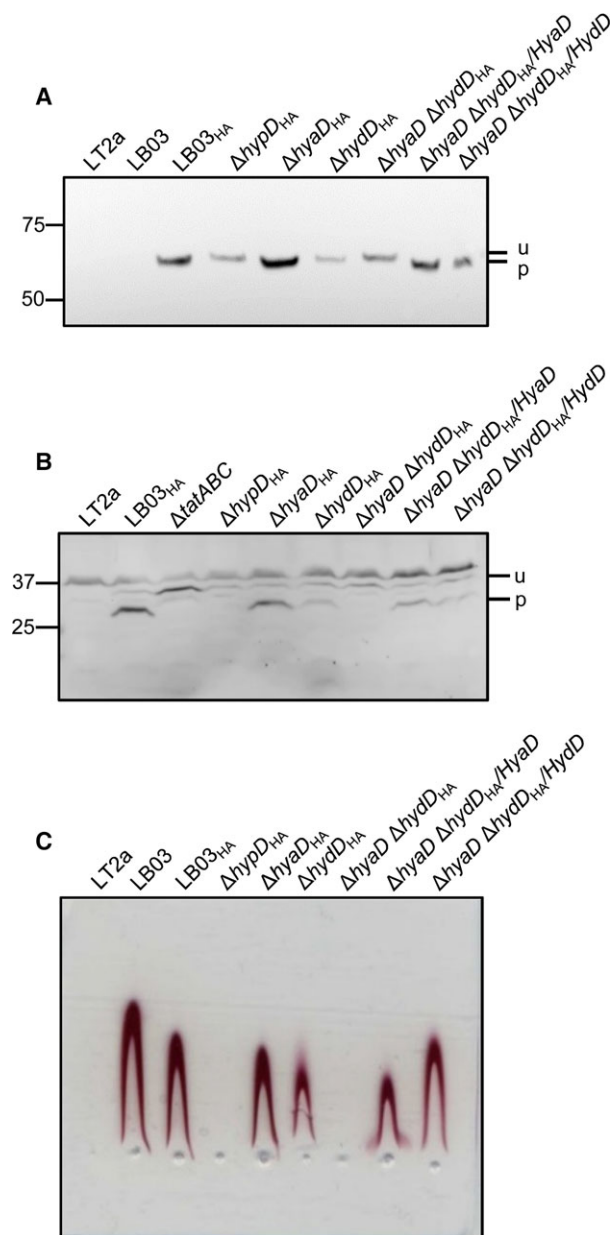 A
LT2a
LB03
LB03HA
ΔhypDHA
ΔhyaDHA
ΔhydDHA
ΔhyaD ΔhydDHA
ΔhyaD ΔhydDHA/HyaD
ΔhyaD ΔhydDHA/HydD
75
50
u
p
B
LT2a
LB03HA
ΔtatABC
ΔhypDHA
ΔhyaDHA
ΔhydDHA
ΔhyaD ΔhydDHA
ΔhyaD ΔhydDHA/HyaD
ΔhyaD ΔhydDHA/HydD
37
25
u
p
C
LT2a
LB03
LB03HA
ΔhypDHA
ΔhyaDHA
ΔhydDHA
ΔhyaD ΔhydDHA
ΔhyaD ΔhydDHA/HyaD
ΔhyaD ΔhydDHA/HydD